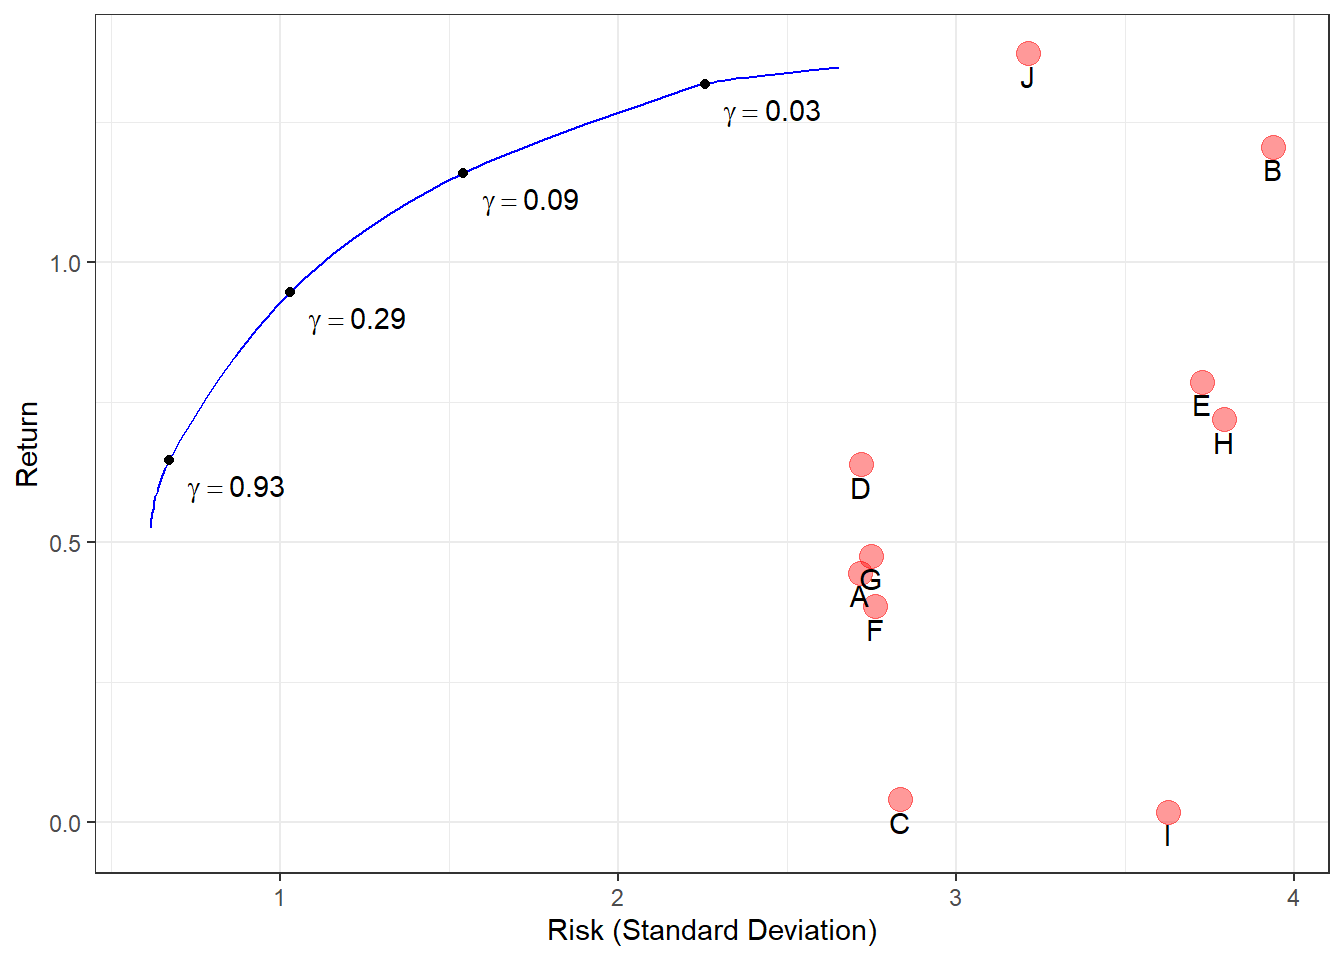 J
γ = 0.03
B
γ = 0.09
1.0
γ = 0.29
E
H
Return
D
γ = 0.93
0.5
G
A
F
0.0
C
I
1
2
3
4
Risk (Standard Deviation)